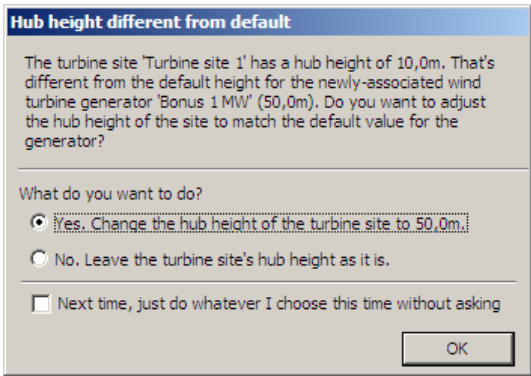 Hub height different from default
The turbine site 'Turbine site 1' has a hub height of 10,0m. That's
different from the default height for the newly-associated wind
turbine generator 'Bonus 1 MW' (50,0m). Do you want to adjust
the hub height of the site to match the default value for the
generator?
What do you want to do?
Yes. Change the hub height of the turbine site to 50,0m.
No. Leave the turbine site's hub height as it is.
Next time, just do whatever I choose this time without asking
OK